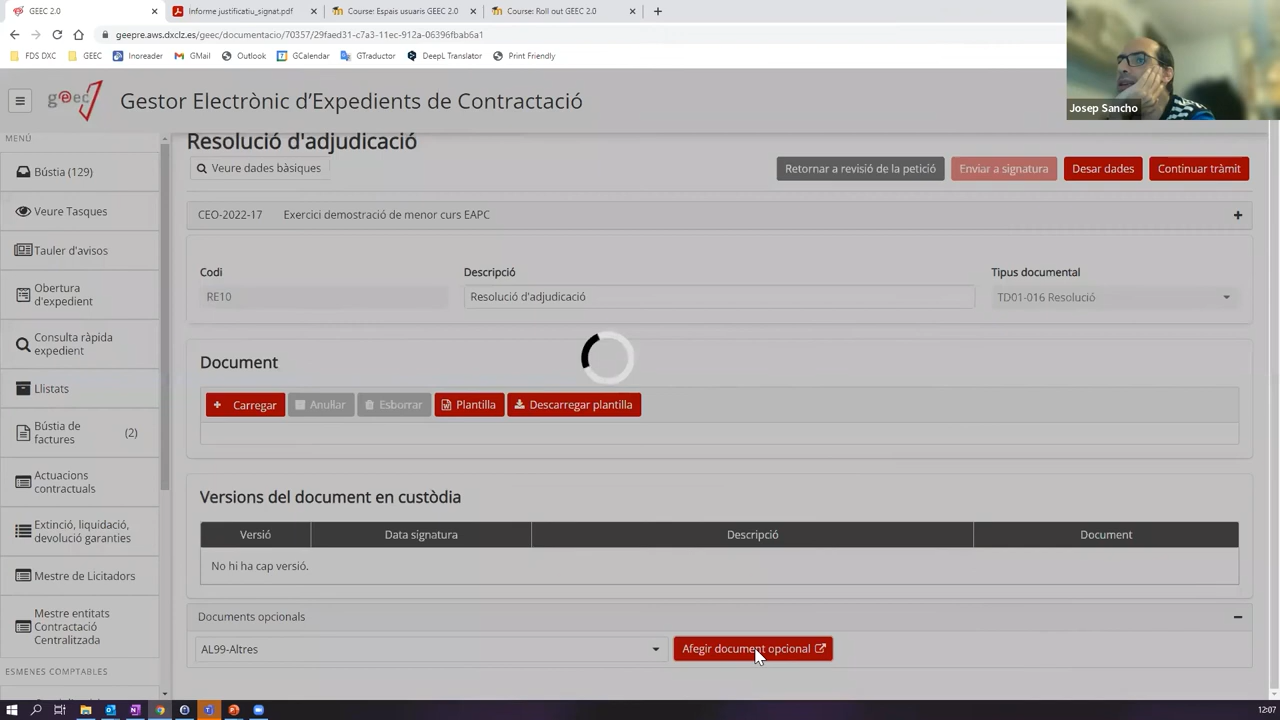 GEEC 2.0
Informe justificatiu_signat.pdf
Course: Espais usuaris GEEC 2.0
Course: Roll out GEEC 2.0
geepre.aws.dxclz.es/geec/documentacio/70357/29faed31-c7a3-11ec-912a-06396fbab6a1
FDS DXC
GEEC
Inoreader
GMail
Outlook
GCalendar
GTraductor
DeepL Translator
Print Friendly
Josep Sancho
geec
Gestor Electrònic d'Expedients de Contractació
MENÚ
Bústia (129)
Veure Tasques
Tauler d'avisos
Obertura
d'expedient
Consulta ràpida
expedient
Llistats
Bústia de
factures
(2)
Actuacions
contractuals
Extinció, liquidació,
devolució garanties
Mestre de Licitadors
Mestre entitats
Contractació
Centralitzada
ESMENES COMPTABLES
Resolució d'adjudicació
Veure dades bàsiques
Retornar a revisió de la petició
Enviar a signatura
Desar dades
Continuar tràmit
CEO-2022-17 Exercici demostració de menor curs EAPC
Codi
Descripció
Tipus documental
RE10
Resolució d'adjudicació
TD01-016 Resolució
Document
Carregar
Anul·lar
Esborrar
Plantilla
Descarregar plantilla
Versions del document en custòdia
Versió
Data signatura
Descripció
Document
No hi ha cap versió.
Documents opcionals
AL99-Altres
Afegir document opcional
12:07